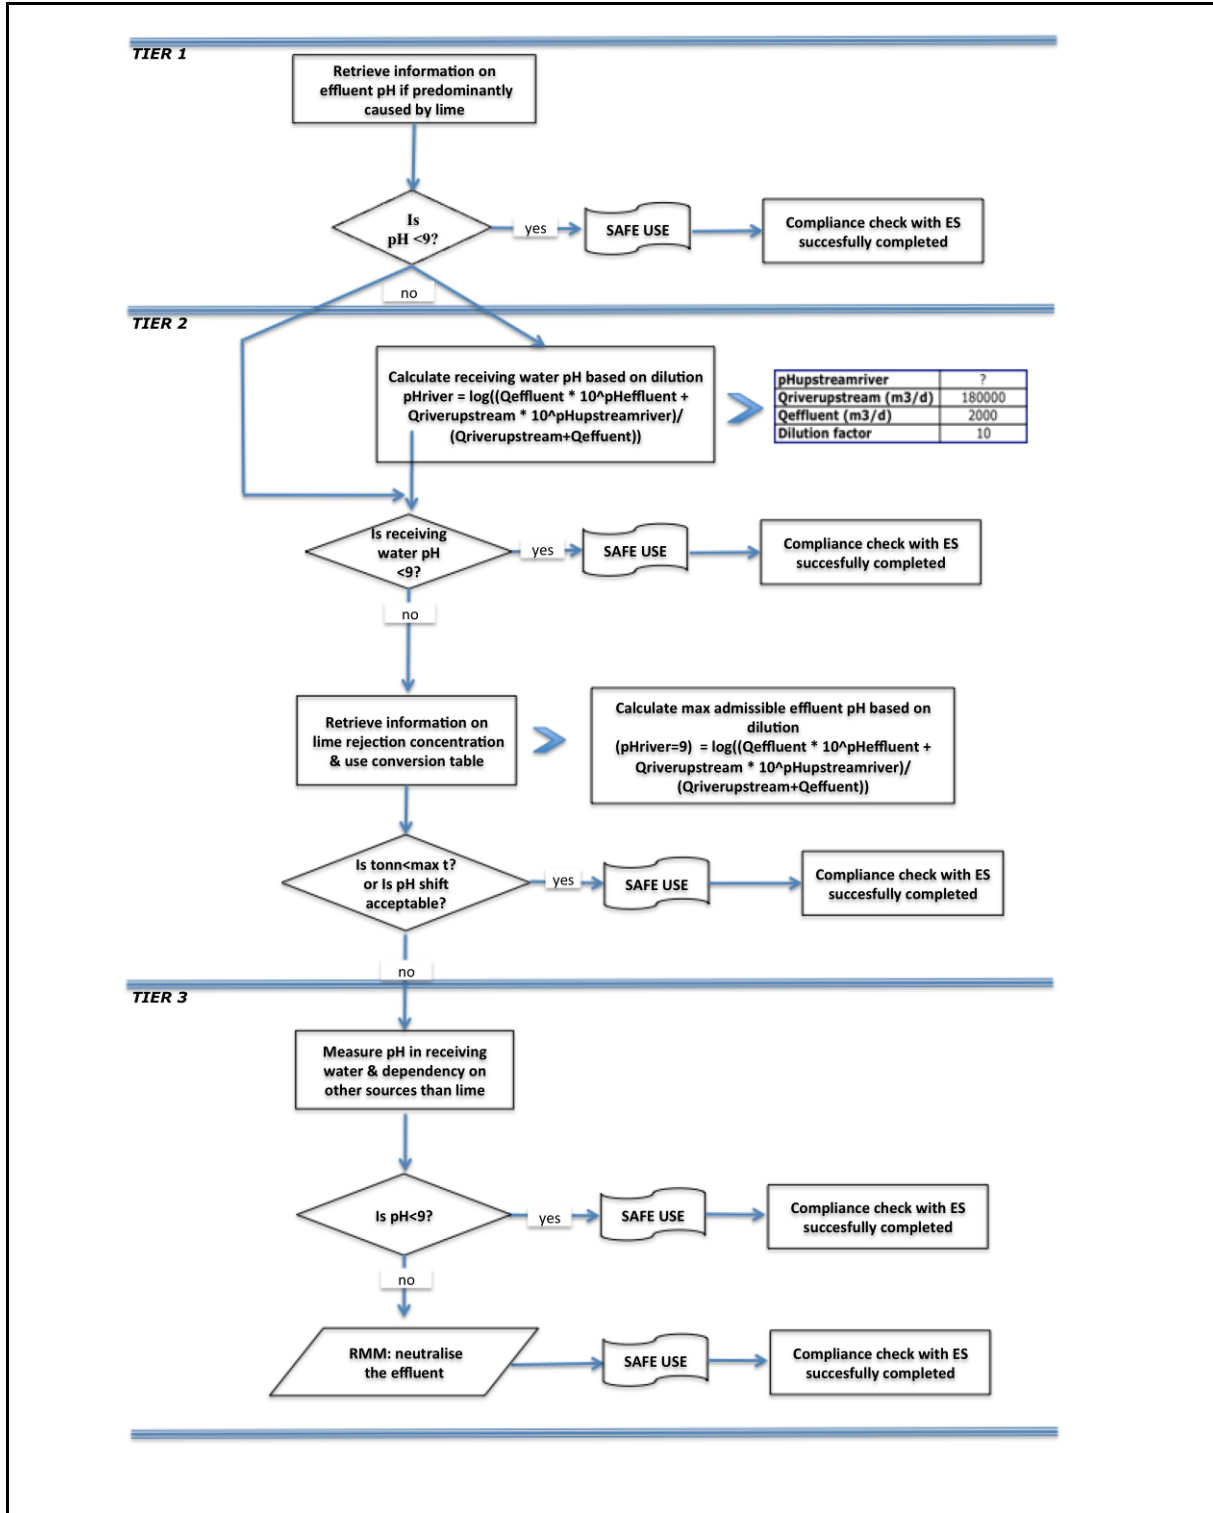 TIER 1
Retrieve information on
effluent pH if predominantly
caused by lime
Is
pH <9?
yes
SAFE USE
Compliance check with ES
succesfully completed
no
TIER 2
Calculate receiving water pH based on dilution
pHriver = log((Qeffluent * 10^pHeffluent +
Qriverupstream * 10^pHupstreamriver)/
(Qriverupstream+Qeffuent))
pHupstreamriver ?
Qriverupstream (m3/d) 180000
Qeffluent (m3/d) 2000
Dilution factor 10
Is receiving
water pH
<9?
yes
SAFE USE
Compliance check with ES
succesfully completed
no
Retrieve information on
lime rejection concentration
& use conversion table
Calculate max admissible effluent pH based on
dilution
(pHriver=9) = log((Qeffluent * 10^pHeffluent +
Qriverupstream * 10^pHupstreamriver)/
(Qriverupstream+Qeffuent))
Is tonn<max t?
or Is pH shift
acceptable?
yes
SAFE USE
Compliance check with ES
succesfully completed
no
TIER 3
Measure pH in receiving
water & dependency on
other sources than lime
Is pH<9?
yes
SAFE USE
Compliance check with ES
succesfully completed
no
RMM: neutralise
the effluent
SAFE USE
Compliance check with ES
succesfully completed